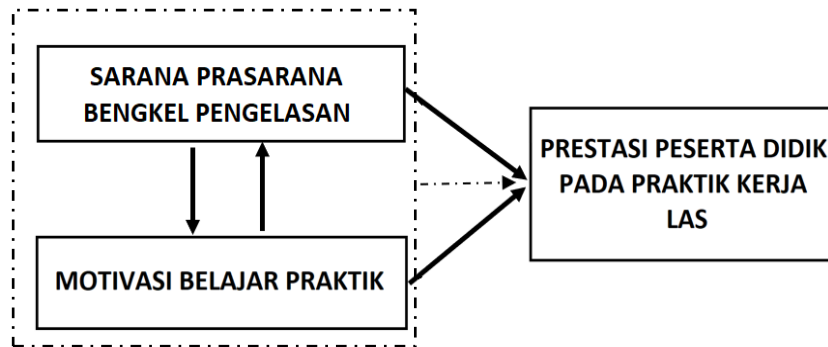 SARANA PRASARANA
BENGKEL PENGELASAN
MOTIVASI BELAJAR PRAKTIK
PRESTASI PESERTA DIDIK
PADA PRAKTIK KERJA
LAS